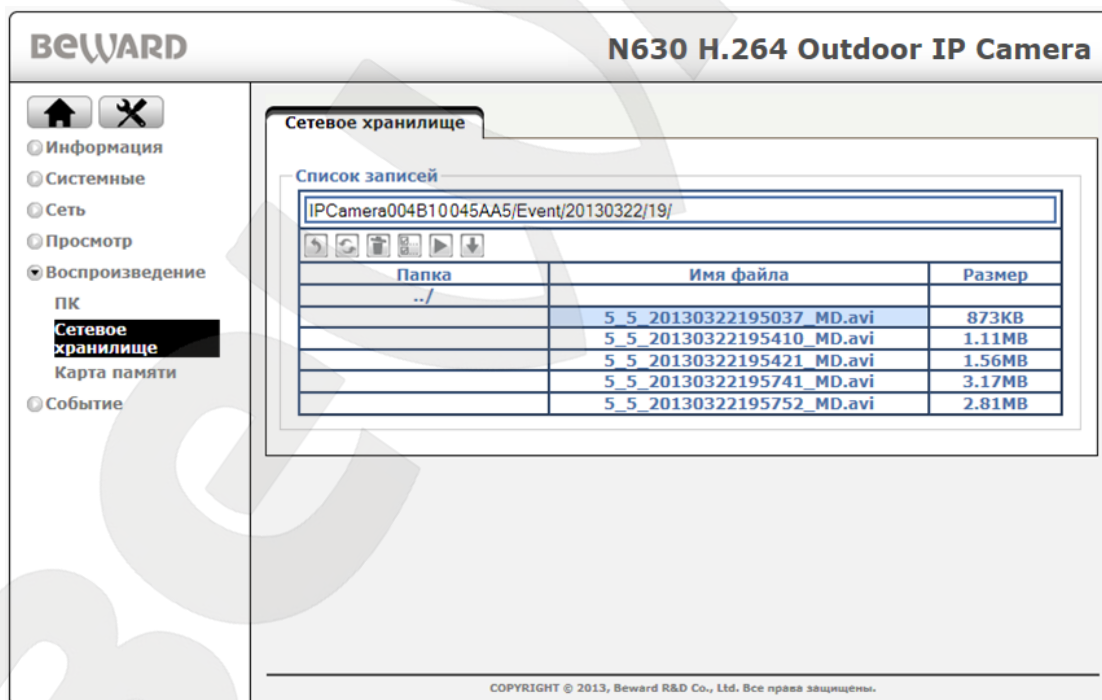 BEWARD
N630 H.264 Outdoor IP Camera
Информация
Системные
Сеть
Просмотр
Воспроизведение
ПК
Сетевое
хранилище
Карта памяти
Событие
Сетевое хранилище
Список записей
IPCamera004B10045AA5/Event/20130322/19/
Папка Имя файла Размер
../
5_5_20130322195037_MD.avi 873KB
5_5_20130322195410_MD.avi 1.11MB
5_5_20130322195421_MD.avi 1.56MB
5_5_20130322195741_MD.avi 3.17MB
5_5_20130322195752_MD.avi 2.81MB
COPYRIGHT © 2013, Beward R&D Co., Ltd. Все права защищены.